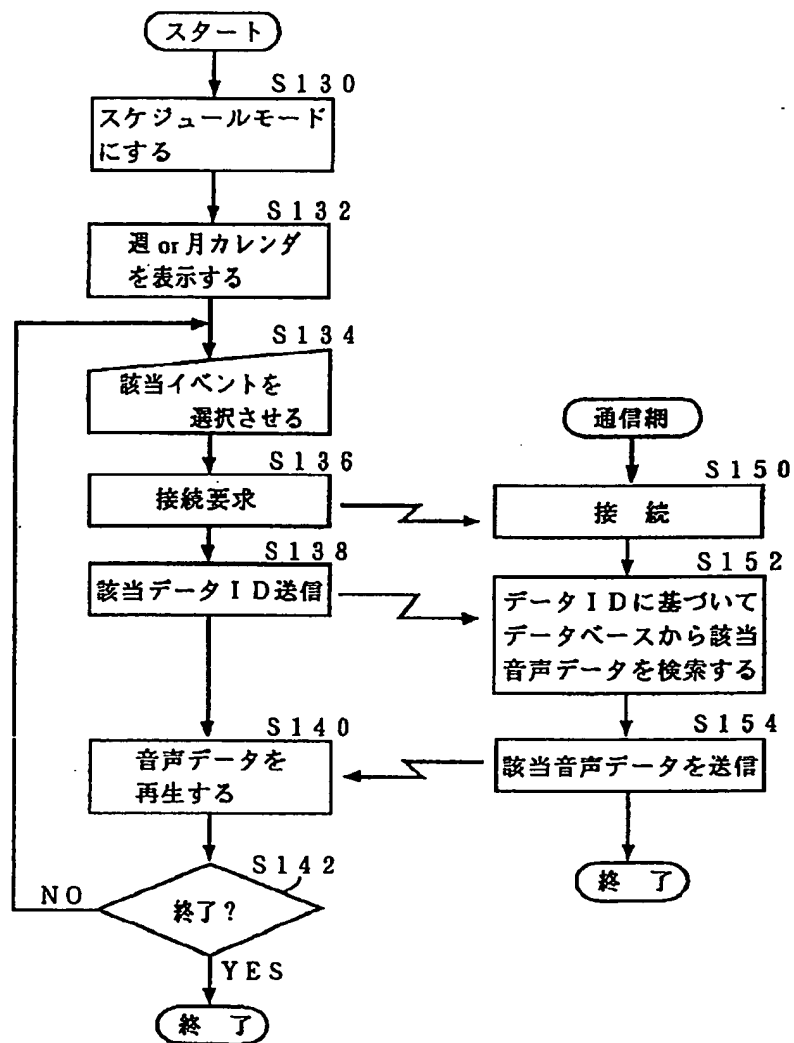 スタート
S130
スケジュールモード
にする
S132
週or月カレンダ
を表示する
S134
該当イベントを
選択させる
S136
接続要求
S138
該当データID送信
S140
音声データを
再生する
S142
終了?
NO
YES
終了
通信網
S150
接続
S152
データIDに基づいて
データベースから該当
音声データを検索する
S154
該当音声データを送信
終了